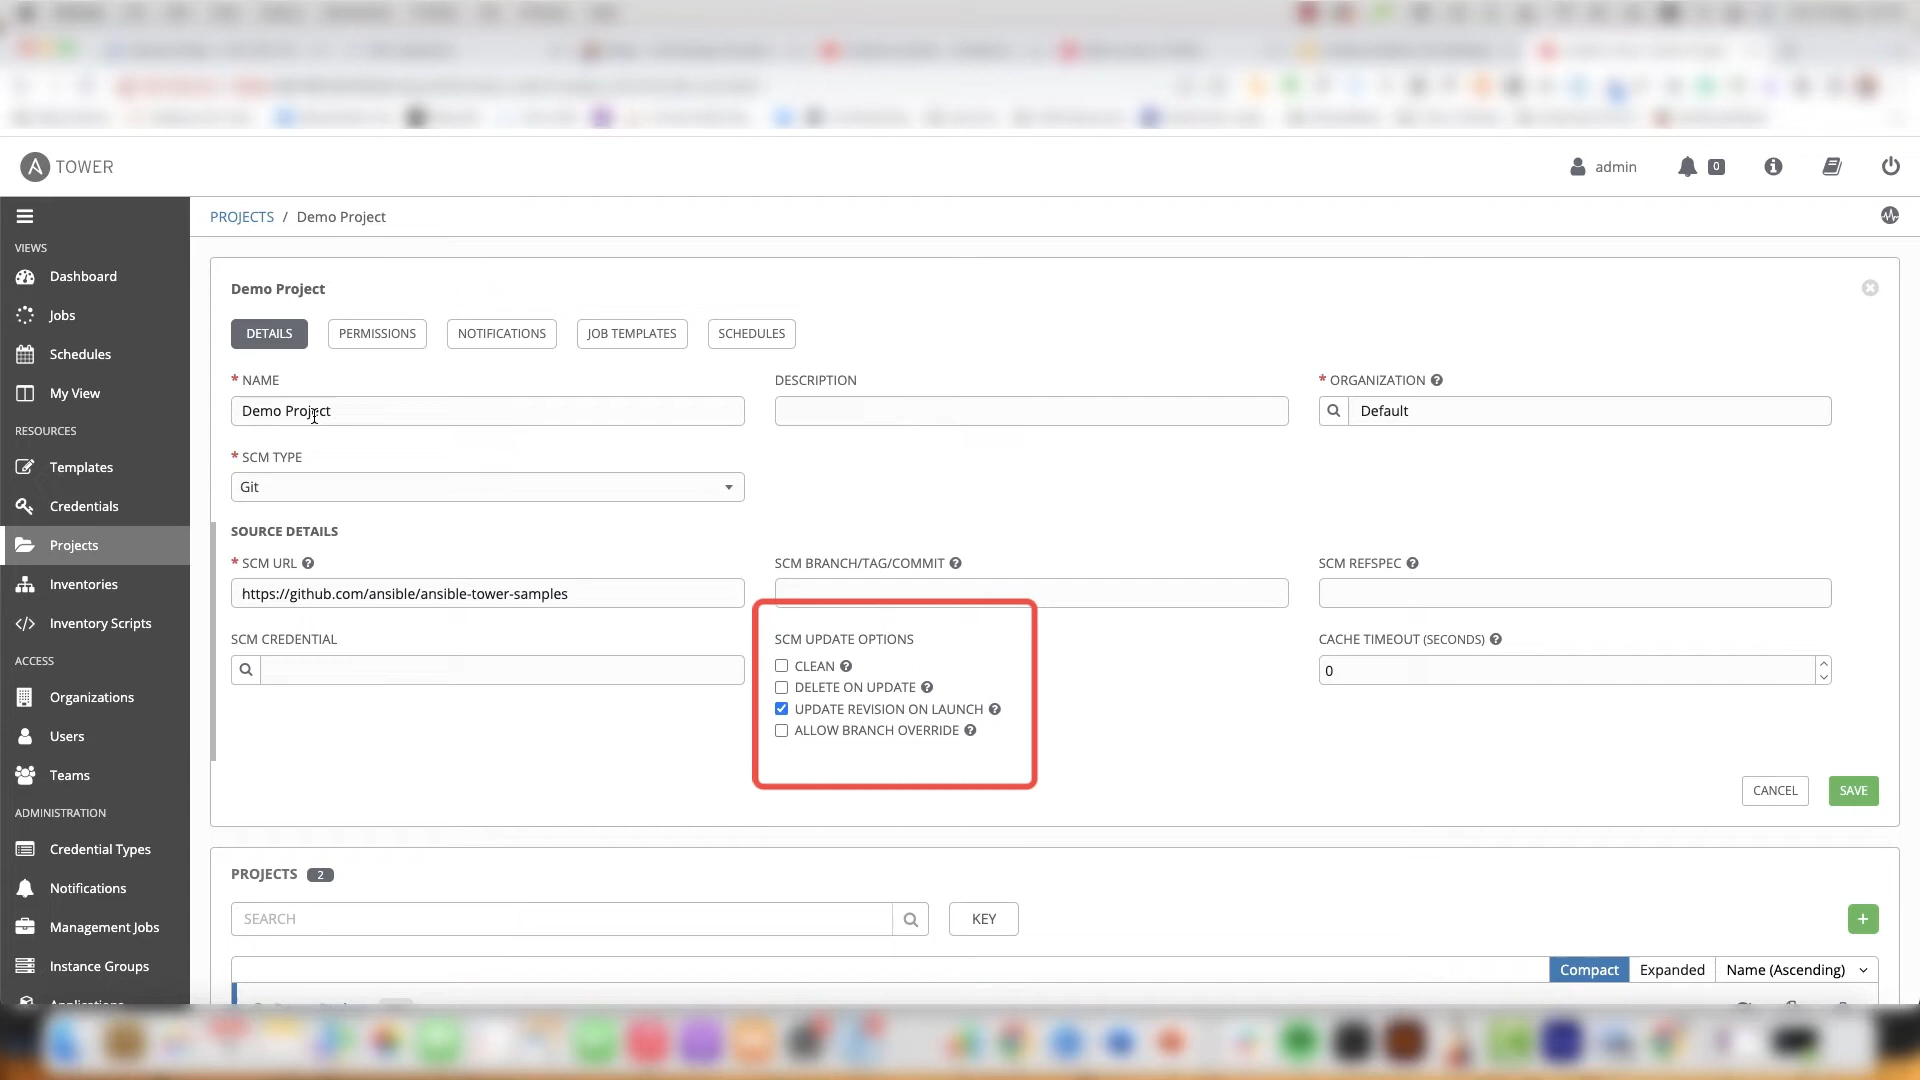 TOWER
admin
0
PROJECTS / Demo Project
VIEWS
Dashboard
Jobs
Schedules
My View
RESOURCES
Templates
Credentials
Projects
Inventories
Inventory Scripts
ACCESS
Organizations
Users
Teams
ADMINISTRATION
Credential Types
Notifications
Management Jobs
Instance Groups
Applications
Demo Project
DETAILS
PERMISSIONS
NOTIFICATIONS
JOB TEMPLATES
SCHEDULES
* NAME
Demo Project
DESCRIPTION
* ORGANIZATION
Default
* SCM TYPE
Git
SOURCE DETAILS
* SCM URL
https://github.com/ansible/ansible-tower-samples
SCM BRANCH/TAG/COMMIT
SCM REFSPEC
SCM CREDENTIAL
SCM UPDATE OPTIONS
CLEAN
DELETE ON UPDATE
UPDATE REVISION ON LAUNCH
ALLOW BRANCH OVERRIDE
CACHE TIMEOUT (SECONDS)
0
CANCEL
SAVE
PROJECTS 2
SEARCH
KEY
+
Compact
Expanded
Name (Ascending)